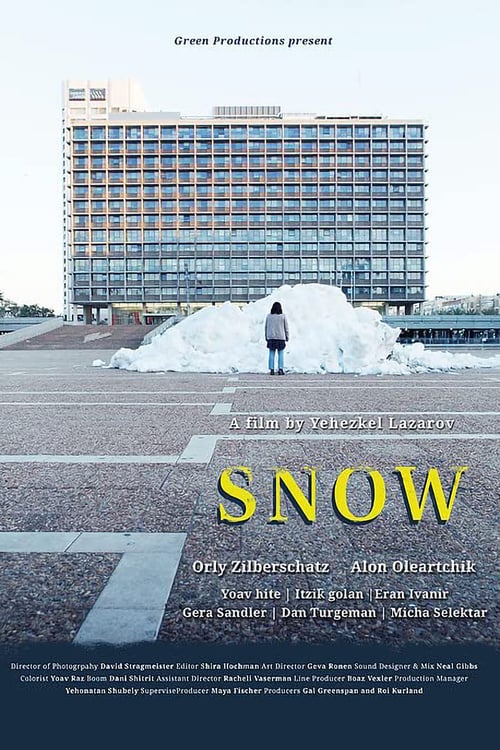 Green Productions present
A film by Yehezkel Lazarov
SNOW
Orly Zilberschatz Alon Oleartchik
Yoav hite | Itzik golan |Eran Ivanir
Gera Sandler | Dan Turgeman | Micha Selektar
Director of Photgrpahy David Stragmeister Editor Shira Hochman Art Director Geva Ronen Sound Designer & Mix Neal Gibbs
Colorist Yoav Raz Boom Dani Shitrit Assistant Director Racheli Vaserman Line Producer Boaz Vexler Production Manager
Yehonatan Shubely SuperviseProducer Maya Fischer Producers Gal Greenspan and Roi Kurland